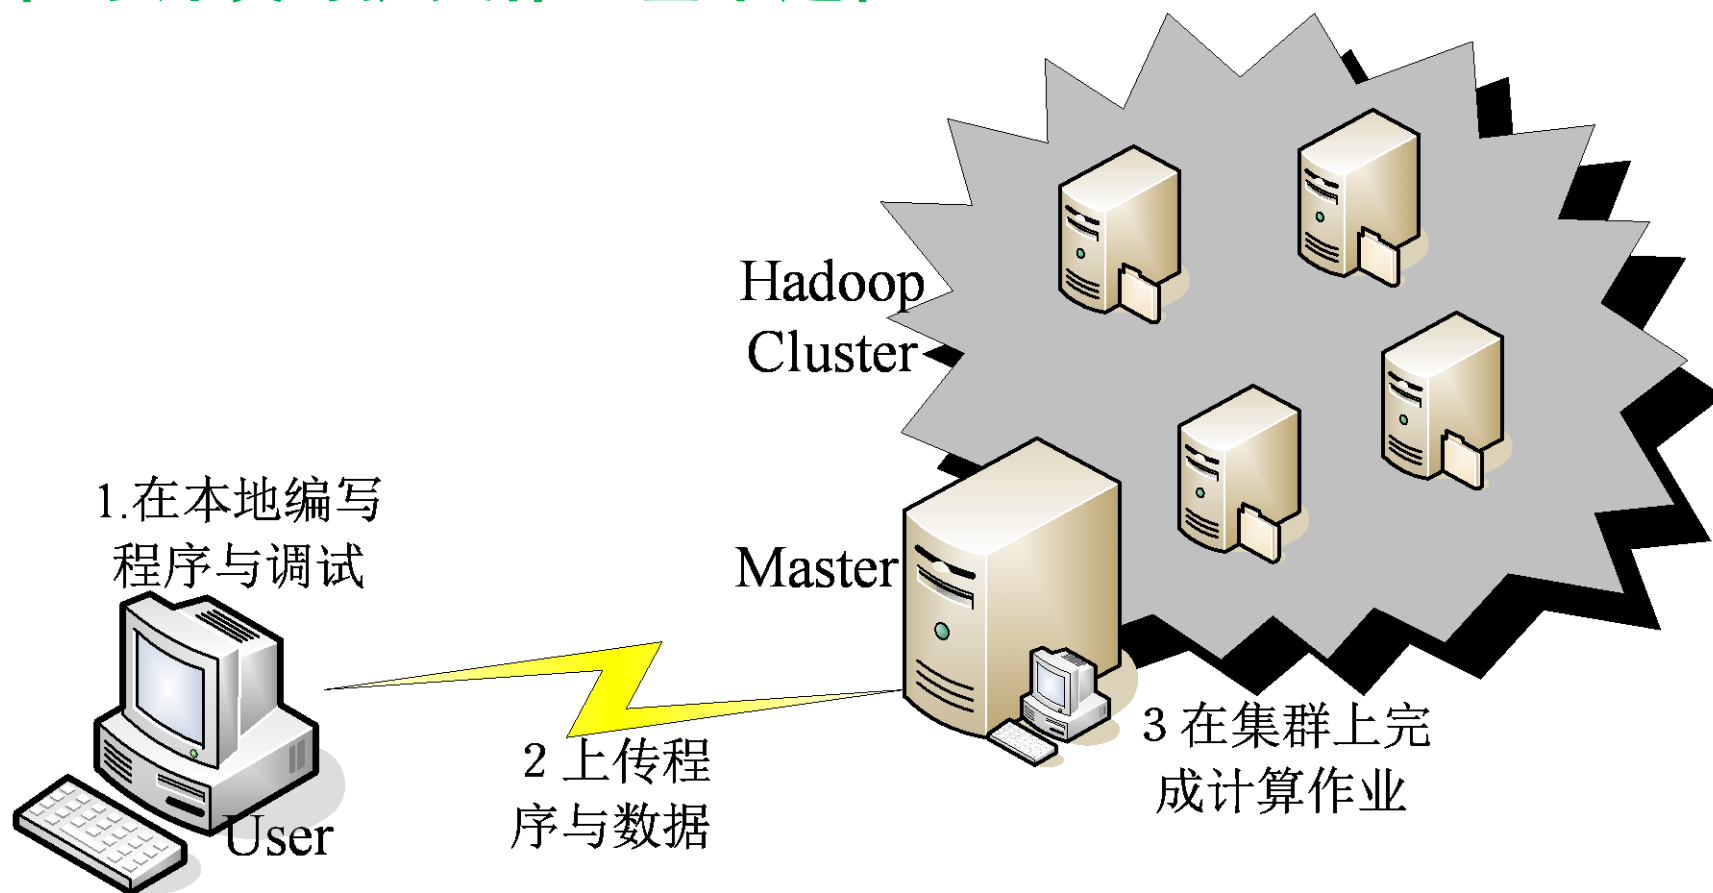 Hadoop
Cluster
1.在本地编写
程序与调试
Master
User
2 上传程
序与数据
3 在集群上完
成计算作业